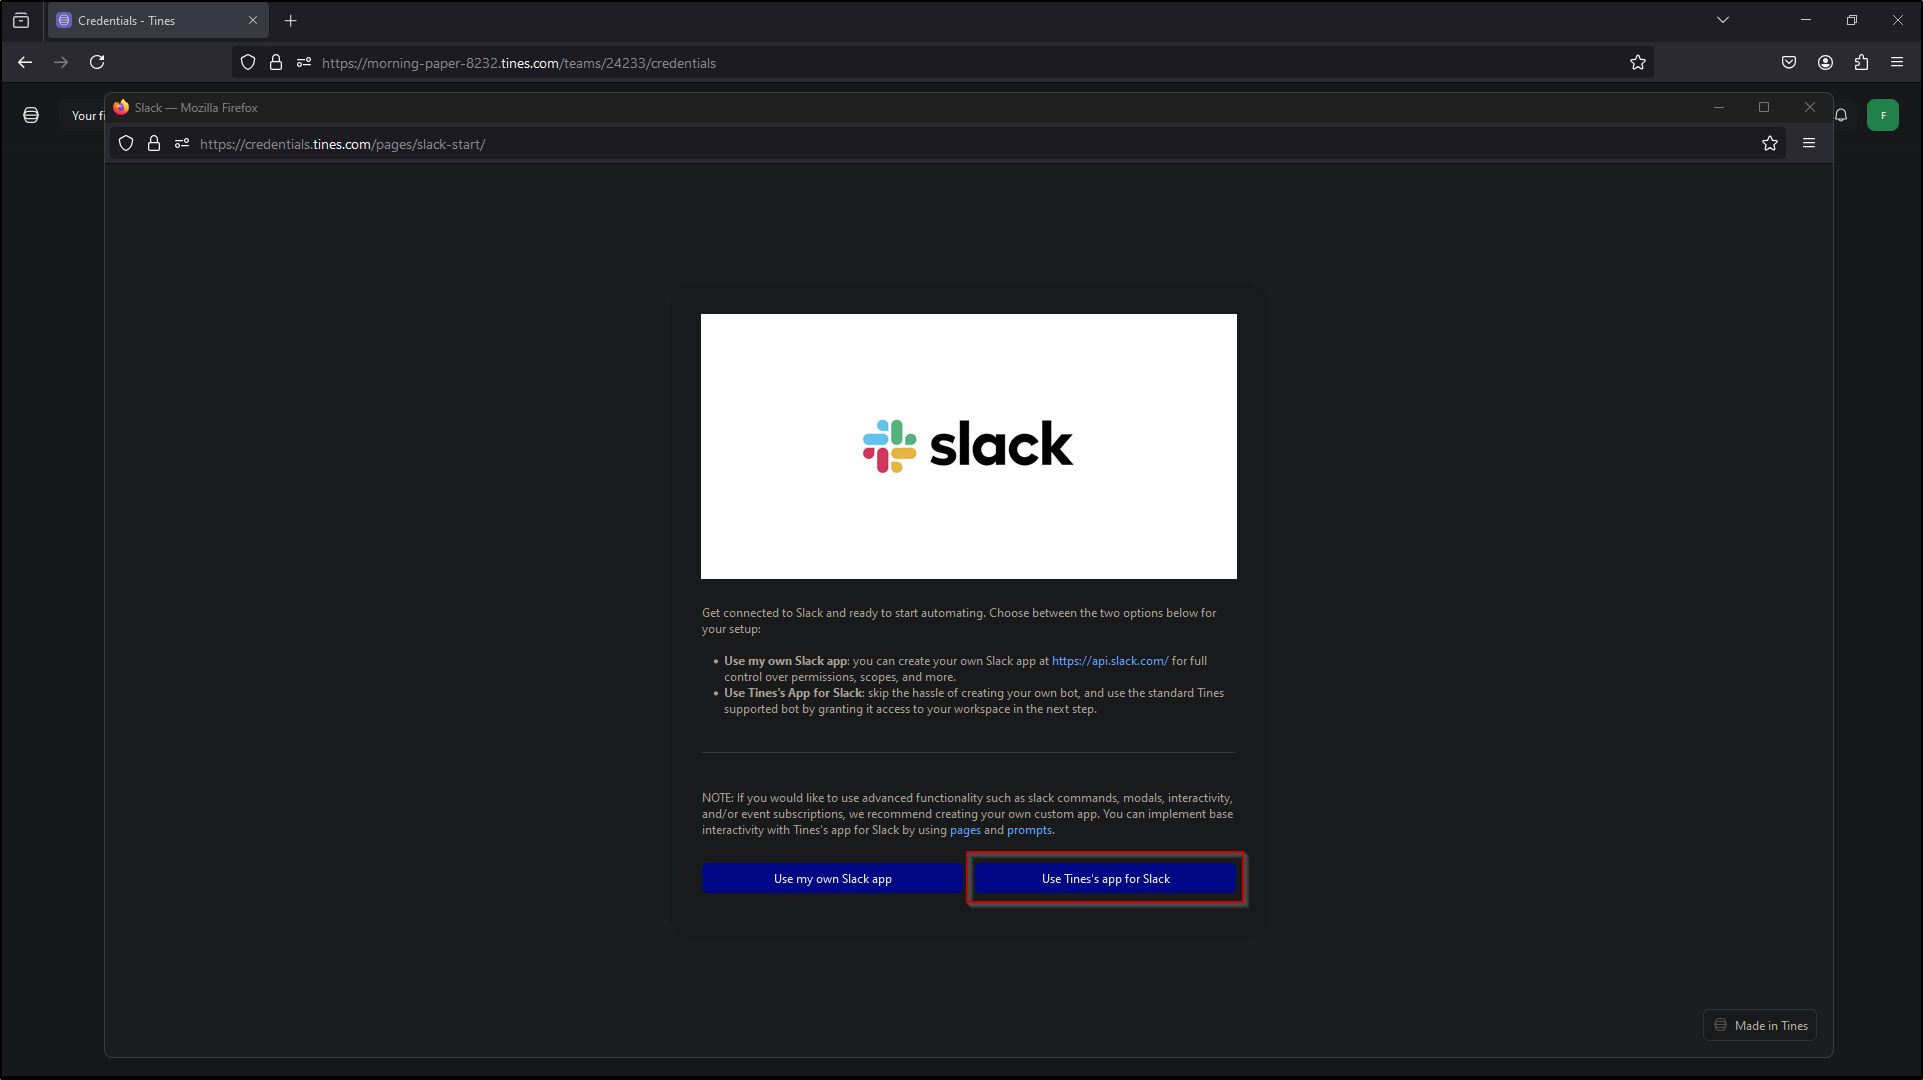 Credentials - Tines
https://morning-paper-8232.tines.com/teams/24233/credentials
Your fi
F
Slack — Mozilla Firefox
https://credentials.tines.com/pages/slack-start/
slack
Get connected to Slack and ready to start automating. Choose between the two options below for
your setup:
• Use my own Slack app: you can create your own Slack app at https://api.slack.com/ for full
control over permissions, scopes, and more.
• Use Tines's App for Slack: skip the hassle of creating your own bot, and use the standard Tines
supported bot by granting it access to your workspace in the next step.
NOTE: If you would like to use advanced functionality such as slack commands, modals, interactivity,
and/or event subscriptions, we recommend creating your own custom app. You can implement base
interactivity with Tines's app for Slack by using pages and prompts.
Use my own Slack app
Use Tines's app for Slack
Made in Tines